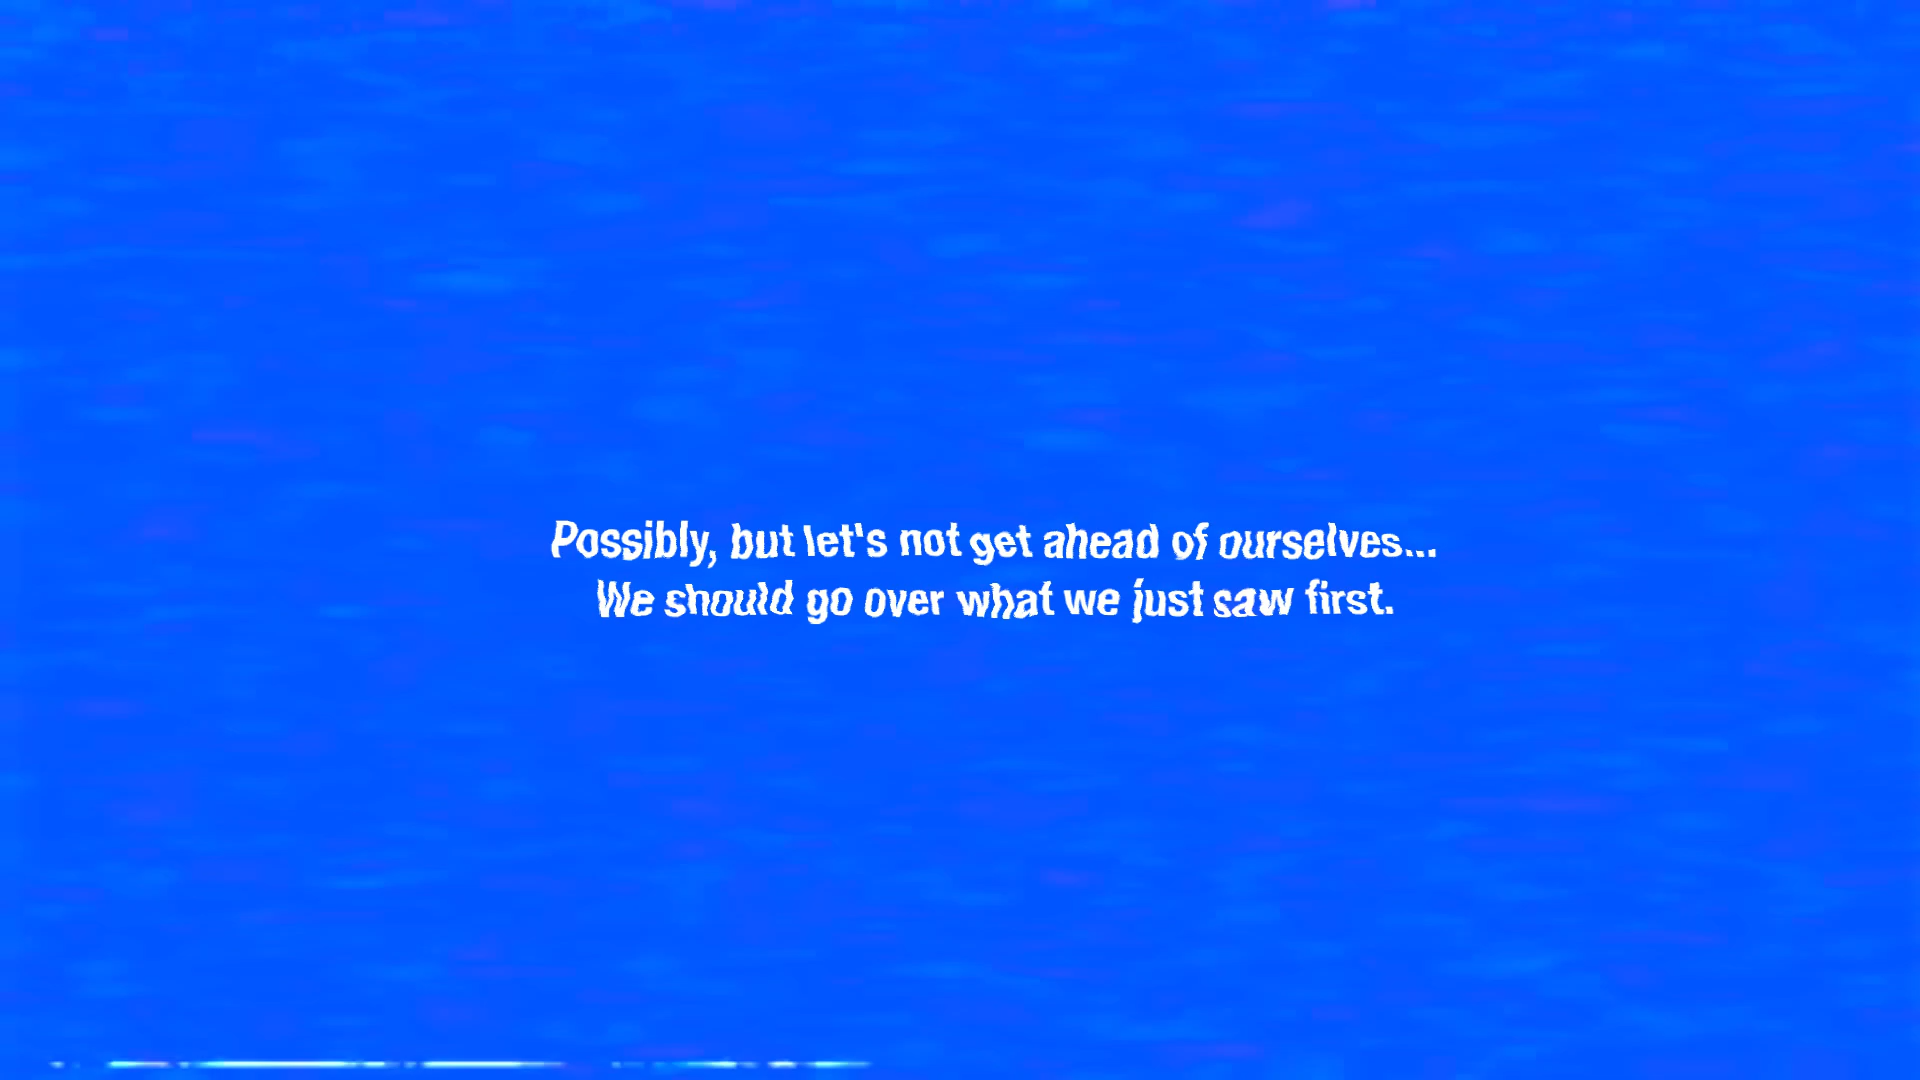 Possibly, but let's not get ahead of ourselves...
We should go over what we just saw first.